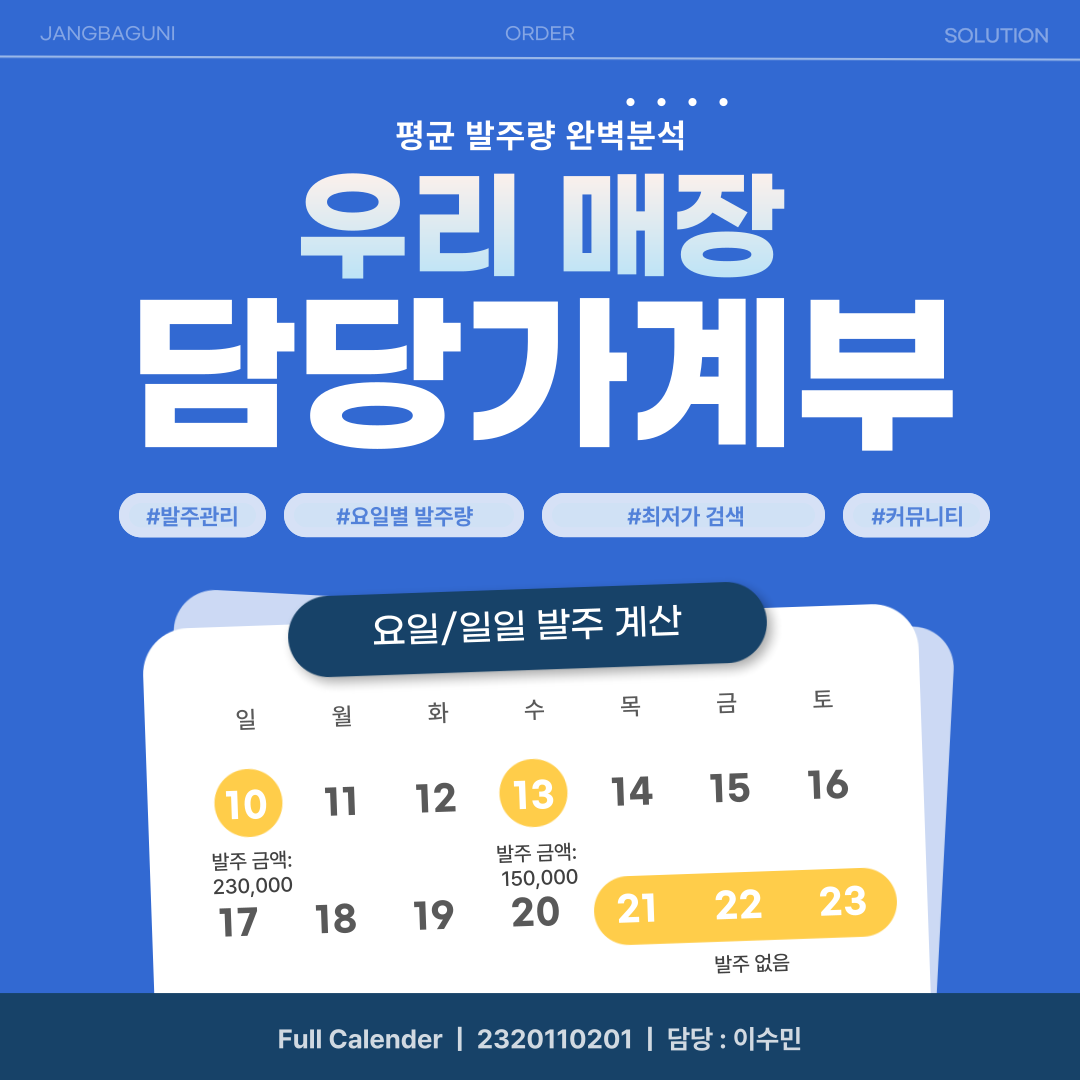 JANGBAGUNI ORDER SOLUTION
평균 발주량 완벽분석
우리 매장
담당가계부
#발주관리 #요일별 발주량 #최저가 검색 #커뮤니티
요일/일일 발주 계산
일 월 화 수 목 금 토
10 11 12 13 14 15 16
발주 금액: 발주 금액:
230,000 150,000
17 18 19 20 21 22 23
발주 없음
Full Calender | 2320110201 | 담당 : 이수민